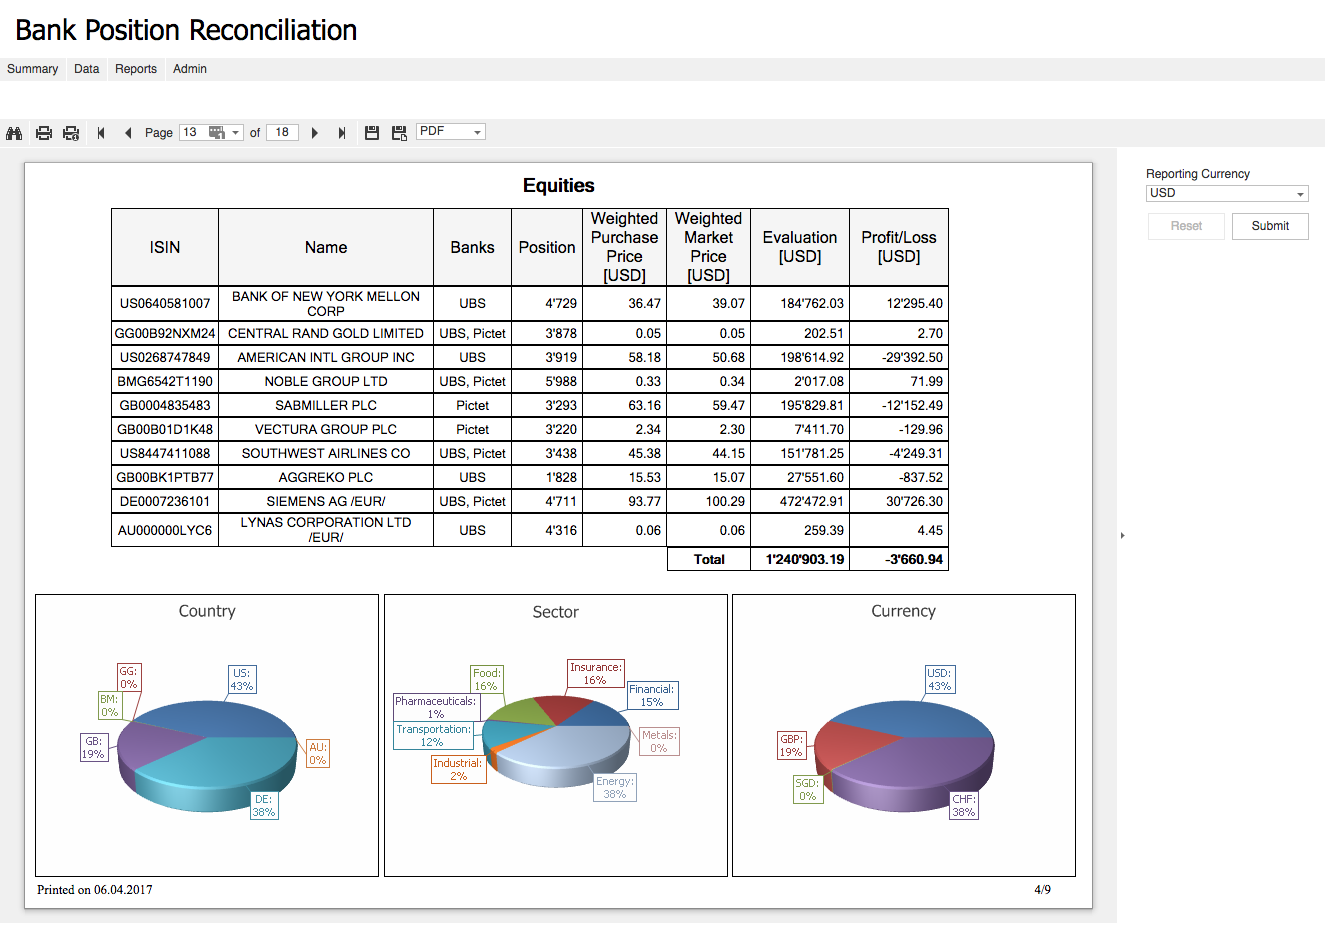 Bank Position Reconciliation
Summary Data Reports Admin
Page 13 of 18 PDF
Reporting Currency
USD
Reset Submit
Equities
ISIN Name Banks Position Weighted Purchase Price [USD] Weighted Market Price [USD] Evaluation [USD] Profit/Loss [USD]
US0640581007 BANK OF NEW YORK MELLON CORP UBS 4'729 36.47 39.07 184'762.03 12'295.40
GG00B92NXM24 CENTRAL RAND GOLD LIMITED UBS, Pictet 3'878 0.05 0.05 202.51 2.70
US0268747849 AMERICAN INTL GROUP INC UBS 3'919 58.18 50.68 198'614.92 -29'392.50
BMG6542T1190 NOBLE GROUP LTD UBS, Pictet 5'988 0.33 0.34 2'017.08 71.99
GB0004835483 SABMILLER PLC Pictet 3'293 63.16 59.47 195'829.81 -12'152.49
GB00B01D1K48 VECTURA GROUP PLC Pictet 3'220 2.34 2.30 7'411.70 -129.96
US8447411088 SOUTHWEST AIRLINES CO UBS, Pictet 3'438 45.38 44.15 151'781.25 -4'249.31
GB00BK1PTB77 AGGREKO PLC UBS 1'828 15.53 15.07 27'551.60 -837.52
DE0007236101 SIEMENS AG /EUR/ UBS, Pictet 4'711 93.77 100.29 472'472.91 30'726.30
AU000000LYC6 LYNAS CORPORATION LTD /EUR/ UBS 4'316 0.06 0.06 259.39 4.45
Total 1'240'903.19 -3'660.94
Country
GG: 0%
US: 43%
BM: 0%
GB: 19%
AU: 0%
DE: 38%
Sector
Food: 16%
Insurance: 16%
Financial: 15%
Pharmaceuticals: 1%
Transportation: 12%
Metals: 0%
Industrial: 2%
Energy: 38%
Currency
USD: 43%
GBP: 19%
SGD: 0%
CHF: 38%
Printed on 06.04.2017
4/9